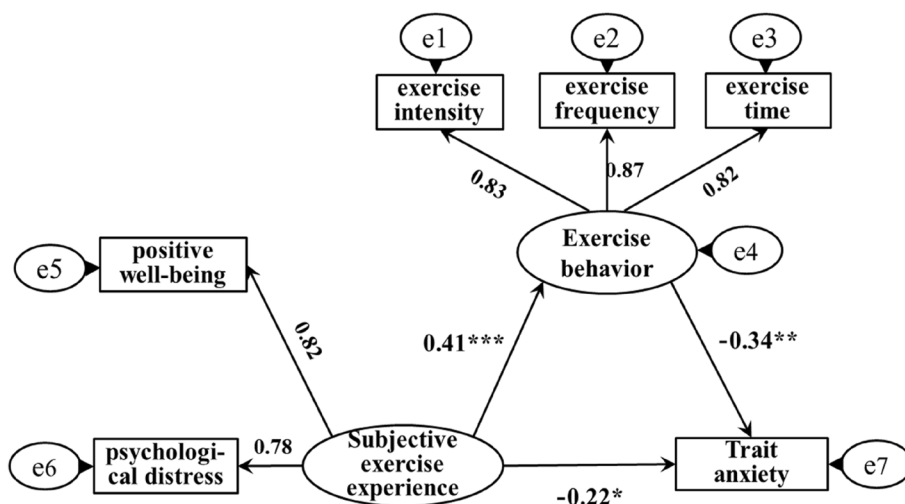 e1
e2
e3
exercise
intensity
exercise
frequency
exercise
time
0.83
0.87
0.82
Exercise
behavior
e4
e5
positive
well-being
0.82
0.41***
-0.34**
e6
psychologi-
cal distress
0.78
Subjective
exercise
experience
-0.22*
Trait
anxiety
e7